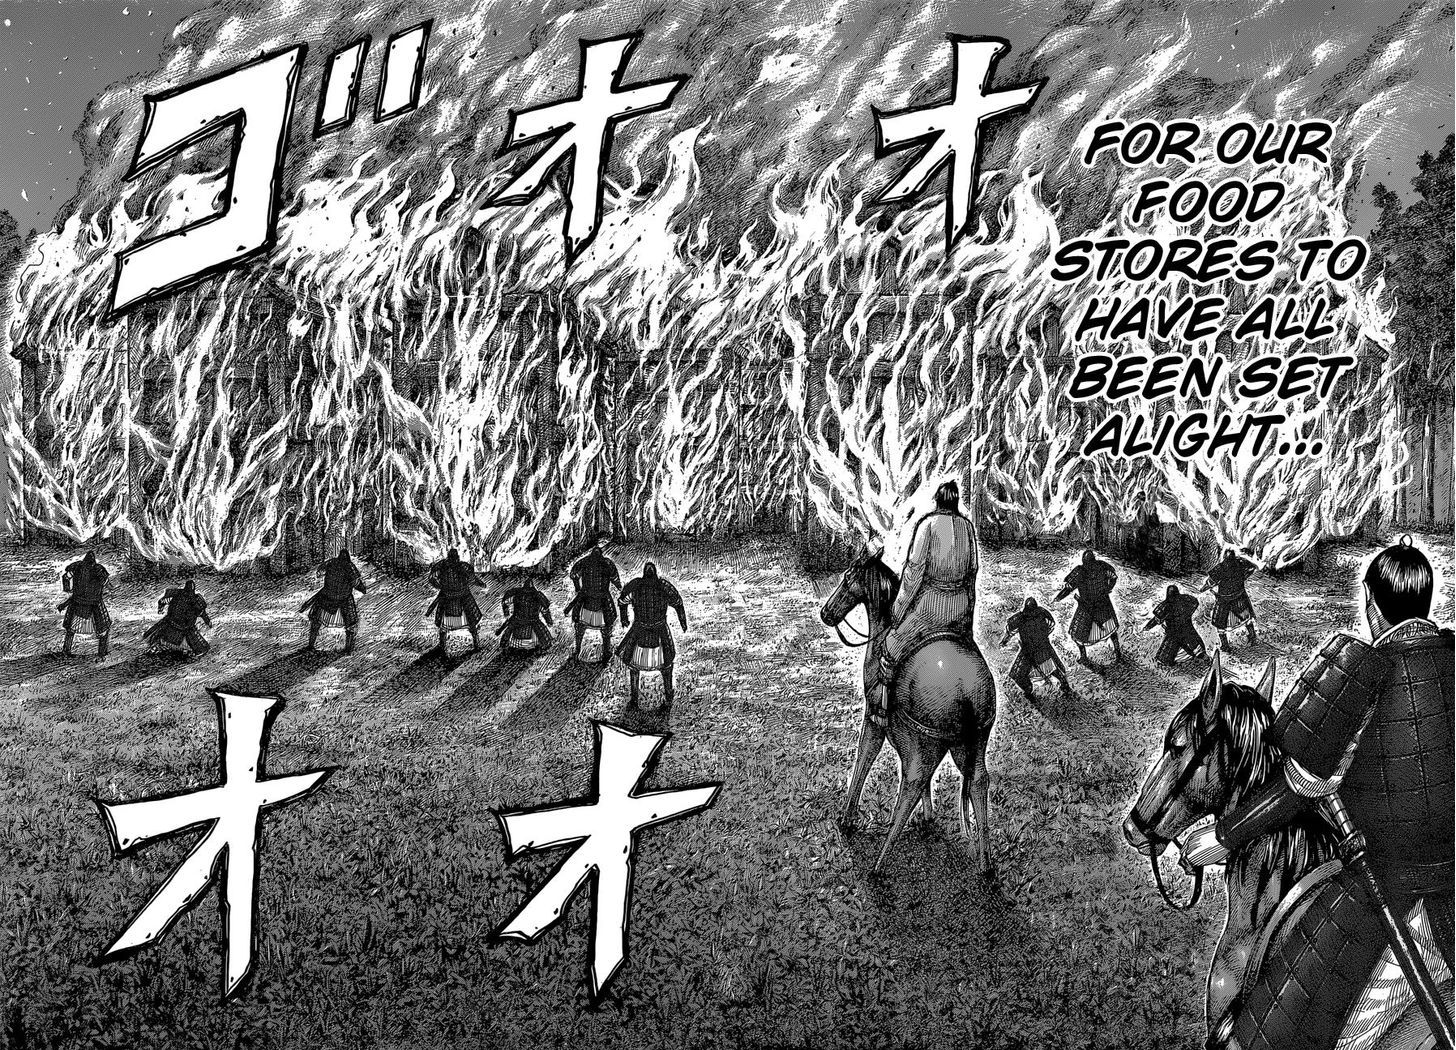 FOR OUR
FOOD
STORES TO
HAVE ALL
BEEN SET
ALIGHT...
ゴオオ
オオ